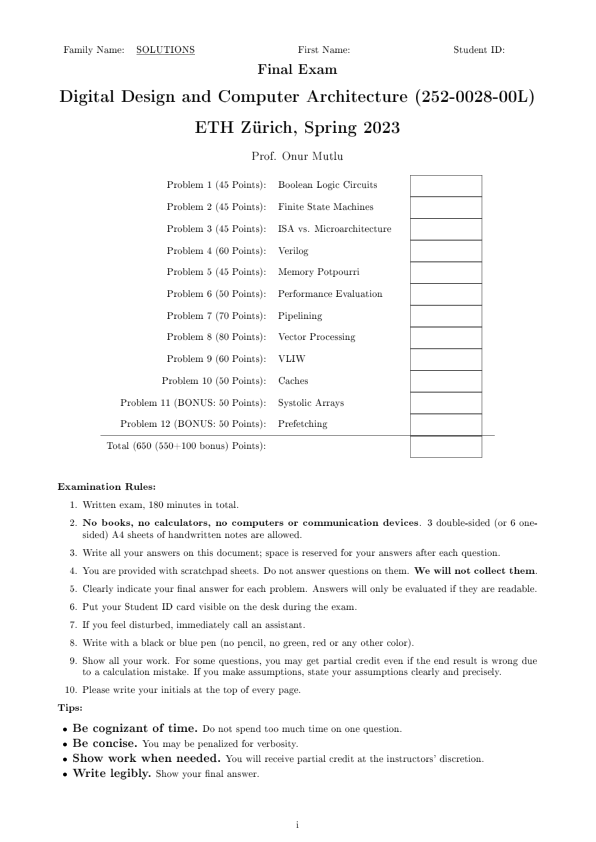 Family Name: SOLUTIONS First Name: Student ID:
Final Exam
Digital Design and Computer Architecture (252-0028-00L)
ETH Zürich, Spring 2023
Prof. Onur Mutlu
Problem 1 (45 Points): Boolean Logic Circuits
Problem 2 (45 Points): Finite State Machines
Problem 3 (45 Points): ISA vs. Microarchitecture
Problem 4 (60 Points): Verilog
Problem 5 (45 Points): Memory Potpourri
Problem 6 (50 Points): Performance Evaluation
Problem 7 (70 Points): Pipelining
Problem 8 (80 Points): Vector Processing
Problem 9 (60 Points): VLIW
Problem 10 (50 Points): Caches
Problem 11 (BONUS: 50 Points): Systolic Arrays
Problem 12 (BONUS: 50 Points): Prefetching
Total (650 (550+100 bonus) Points):
Examination Rules:
1. Written exam, 180 minutes in total.
2. No books, no calculators, no computers or communication devices. 3 double-sided (or 6 one-
sided) A4 sheets of handwritten notes are allowed.
3. Write all your answers on this document; space is reserved for your answers after each question.
4. You are provided with scratchpad sheets. Do not answer questions on them. We will not collect them.
5. Clearly indicate your final answer for each problem. Answers will only be evaluated if they are readable.
6. Put your Student ID card visible on the desk during the exam.
7. If you feel disturbed, immediately call an assistant.
8. Write with a black or blue pen (no pencil, no green, red or any other color).
9. Show all your work. For some questions, you may get partial credit even if the end result is wrong due
to a calculation mistake. If you make assumptions, state your assumptions clearly and precisely.
10. Please write your initials at the top of every page.
Tips:
• Be cognizant of time. Do not spend too much time on one question.
• Be concise. You may be penalized for verbosity.
• Show work when needed. You will receive partial credit at the instructors' discretion.
• Write legibly. Show your final answer.
i